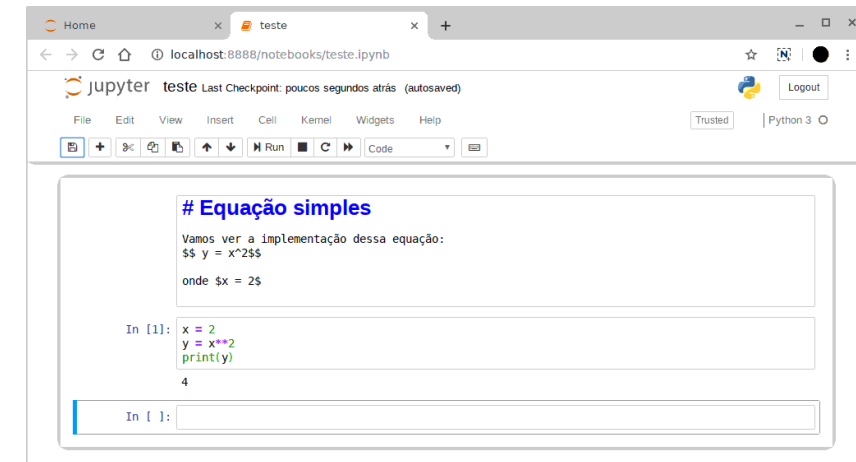 Home
teste
localhost:8888/notebooks/teste.ipynb
jupyter teste Last Checkpoint: poucos segundos atrás (autosaved)
Logout
File Edit View Insert Cell Kernel Widgets Help
Trusted
Python 3
Run
Code
# Equação simples
Vamos ver a implementação dessa equação:
$$ y = x^2$$
onde $x = 2$
In [1]: x = 2
y = x**2
print(y)
4
In [ ]: